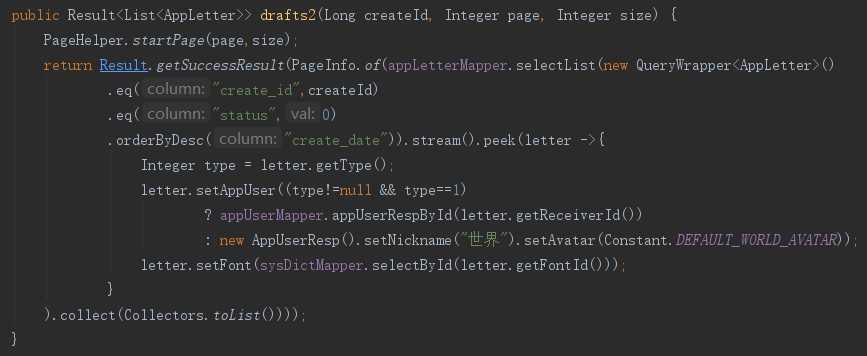 public Result<List<AppLetter>> drafts2(Long createId, Integer page, Integer size) {
PageHelper.startPage(page,size);
return Result.getSuccessResult(PageInfo.of(appLetterMapper.selectList(new QueryWrapper<AppLetter>()
.eq( column: "create_id",createId)
.eq( column: "status", val: 0)
.orderByDesc( column: "create_date")).stream().peek(letter ->{
Integer type = letter.getType();
letter.setAppUser((type!=null && type==1)
? appUserMapper.appUserRespById(letter.getReceiverId())
: new AppUserResp().setNickname("世界").setAvatar(Constant.DEFAULT_WORLD_AVATAR));
letter.setFont(sysDictMapper.selectById(letter.getFontId()));
}
).collect(Collectors.toList())));
}